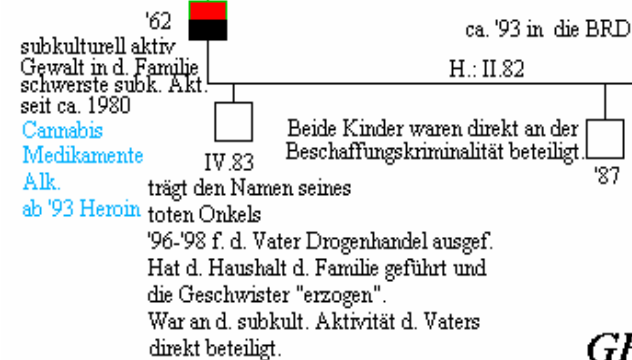 '62
ca. '93 in die BRD
subkulturell aktiv
Gewalt in d. Familie
schwerste subk. Akt.
seit ca. 1980
H.: II.82
Cannabis
Medikamente
Alk.
ab '93 Heroin
IV.83
Beide Kinder waren direkt an der
Beschaffungskriminalität beteiligt.
'87
trägt den Namen seines
toten Onkels
'96-'98 f. d. Vater Drogenhandel ausgef.
Hat d. Haushalt d. Familie geführt und
die Geschwister "erzogen".
War an d. subkult. Aktivität d. Vaters
direkt beteiligt.